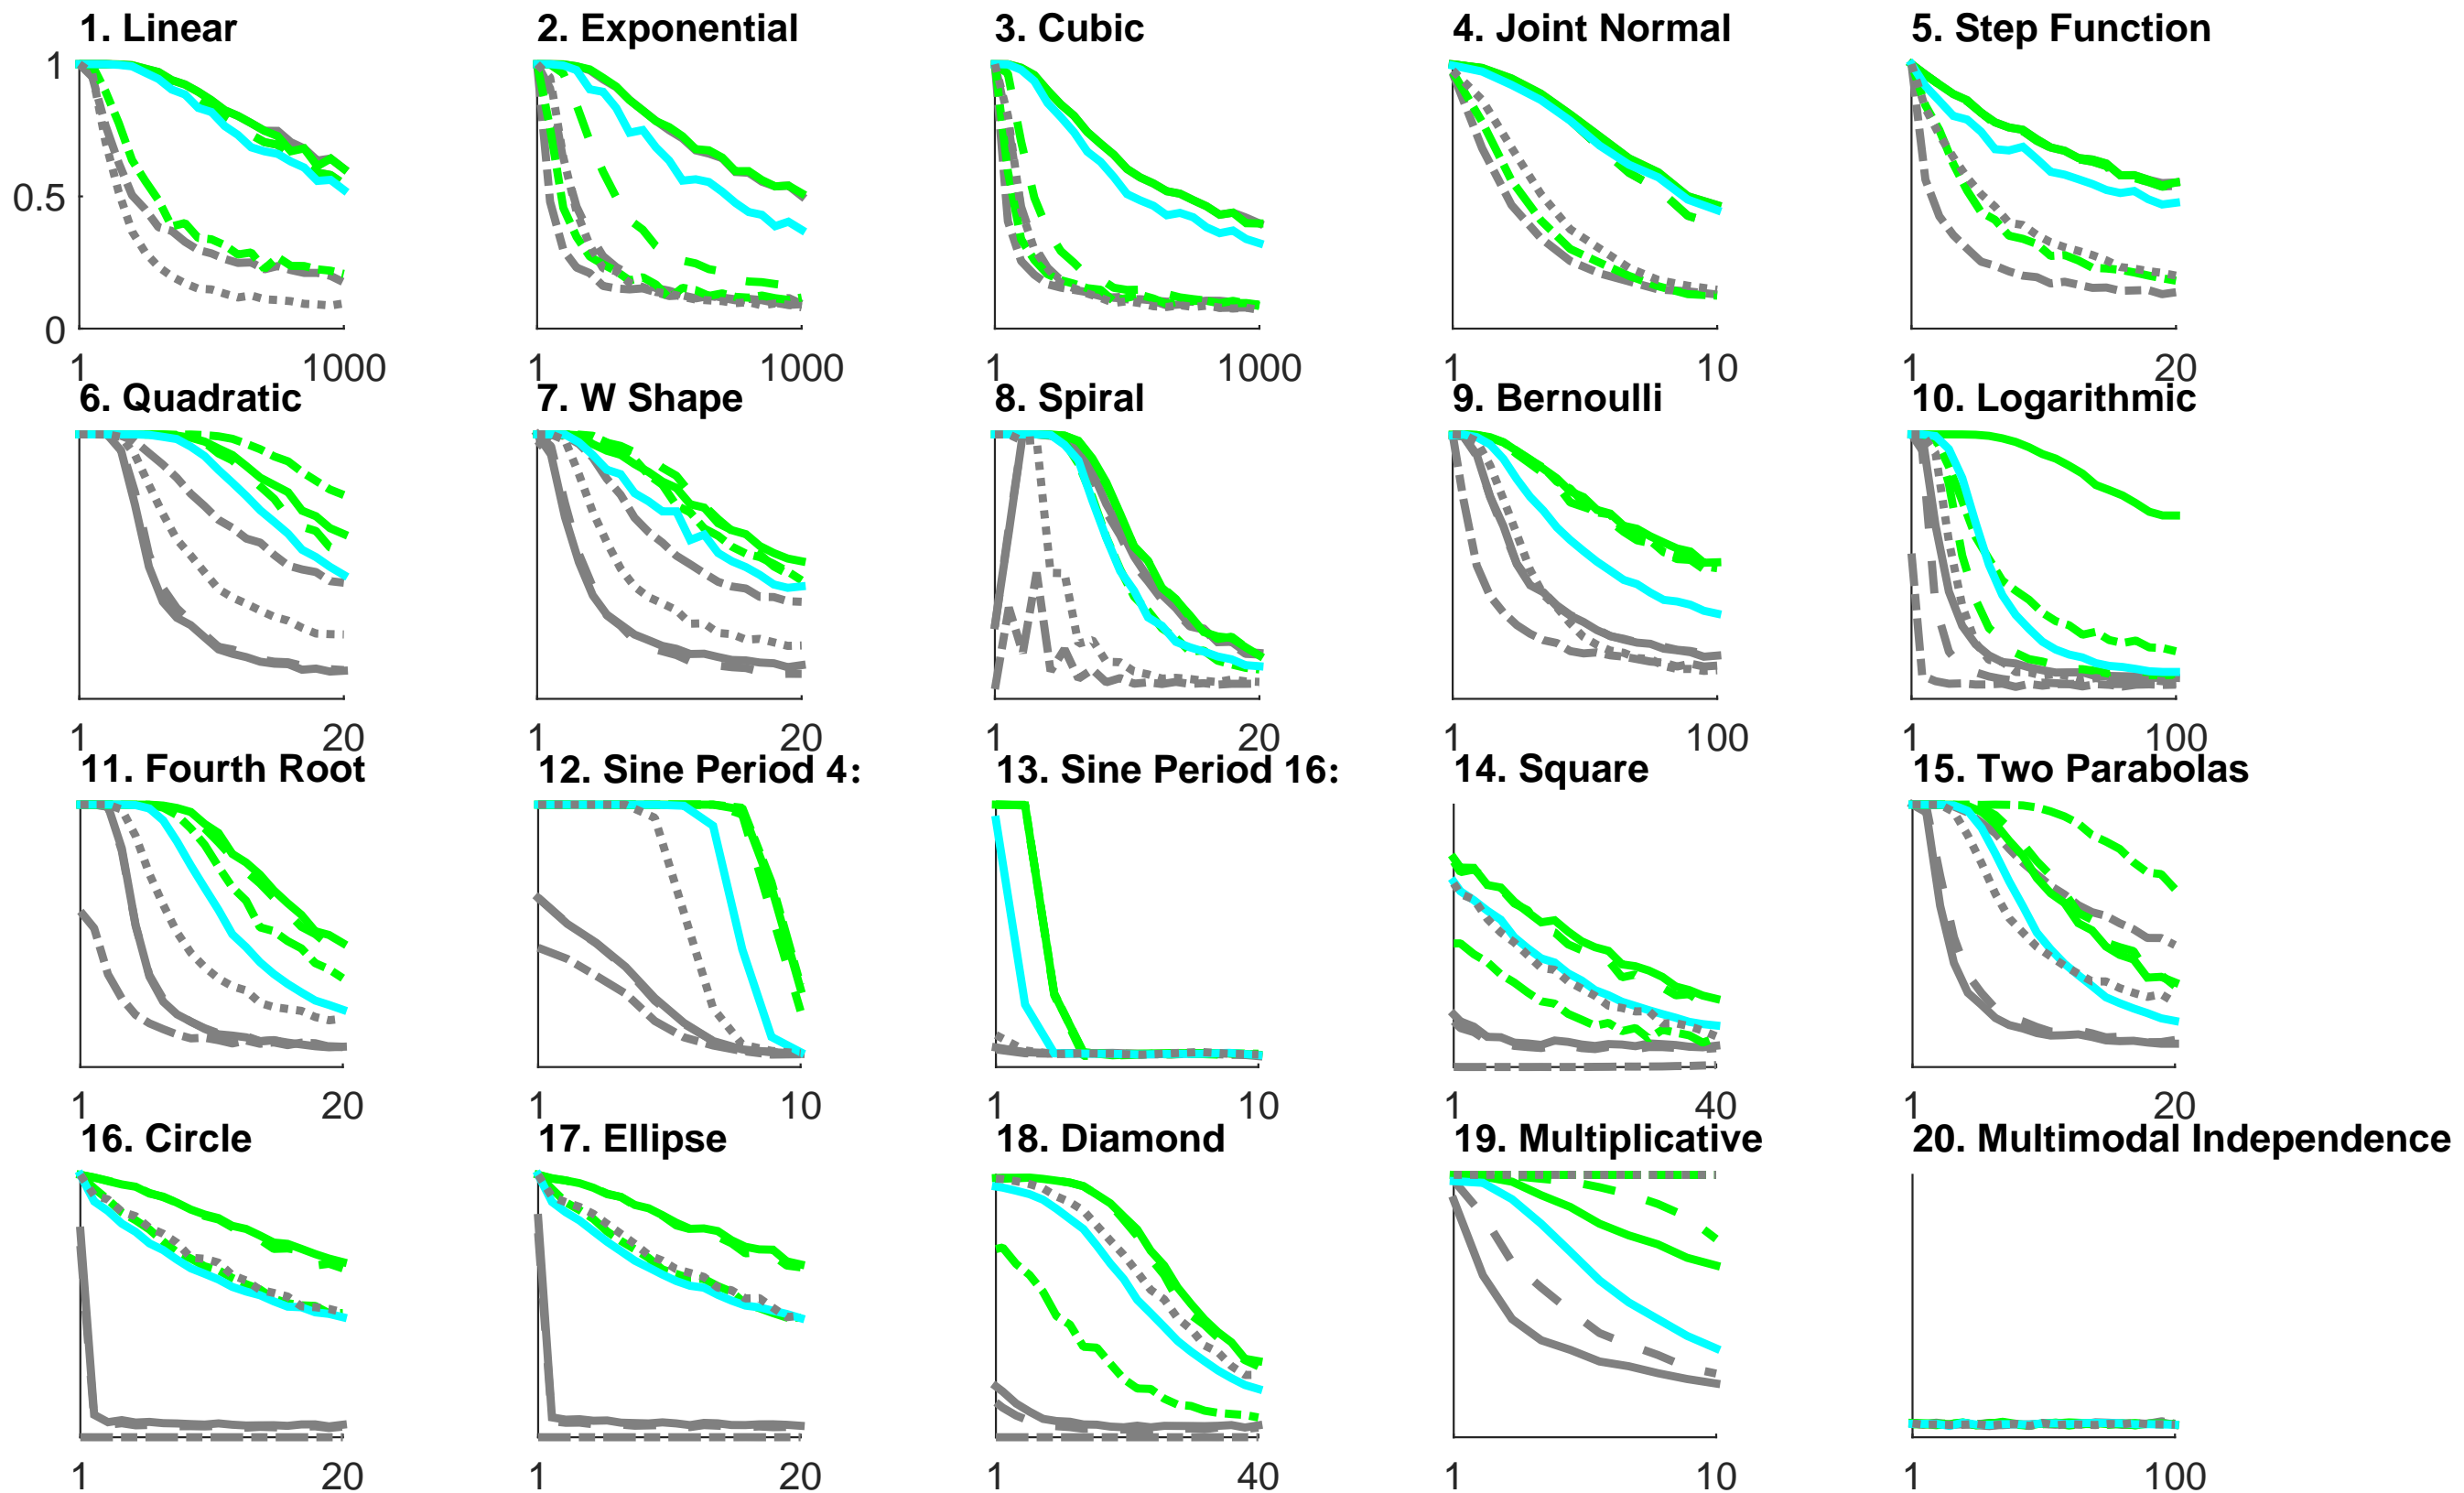 1. Linear
2. Exponential
3. Cubic
4. Joint Normal
5. Step Function
1
0.5
0
1
1000
1
1000
1
1000
1
10
1
20
6. Quadratic
7. W Shape
8. Spiral
9. Bernoulli
10. Logarithmic
1
20
1
20
1
20
1
100
1
100
11. Fourth Root
12. Sine Period 4:
13. Sine Period 16:
14. Square
15. Two Parabolas
1
20
1
10
1
10
1
40
1
20
16. Circle
17. Ellipse
18. Diamond
19. Multiplicative
20. Multimodal Independence
1
20
1
20
1
40
1
10
1
100